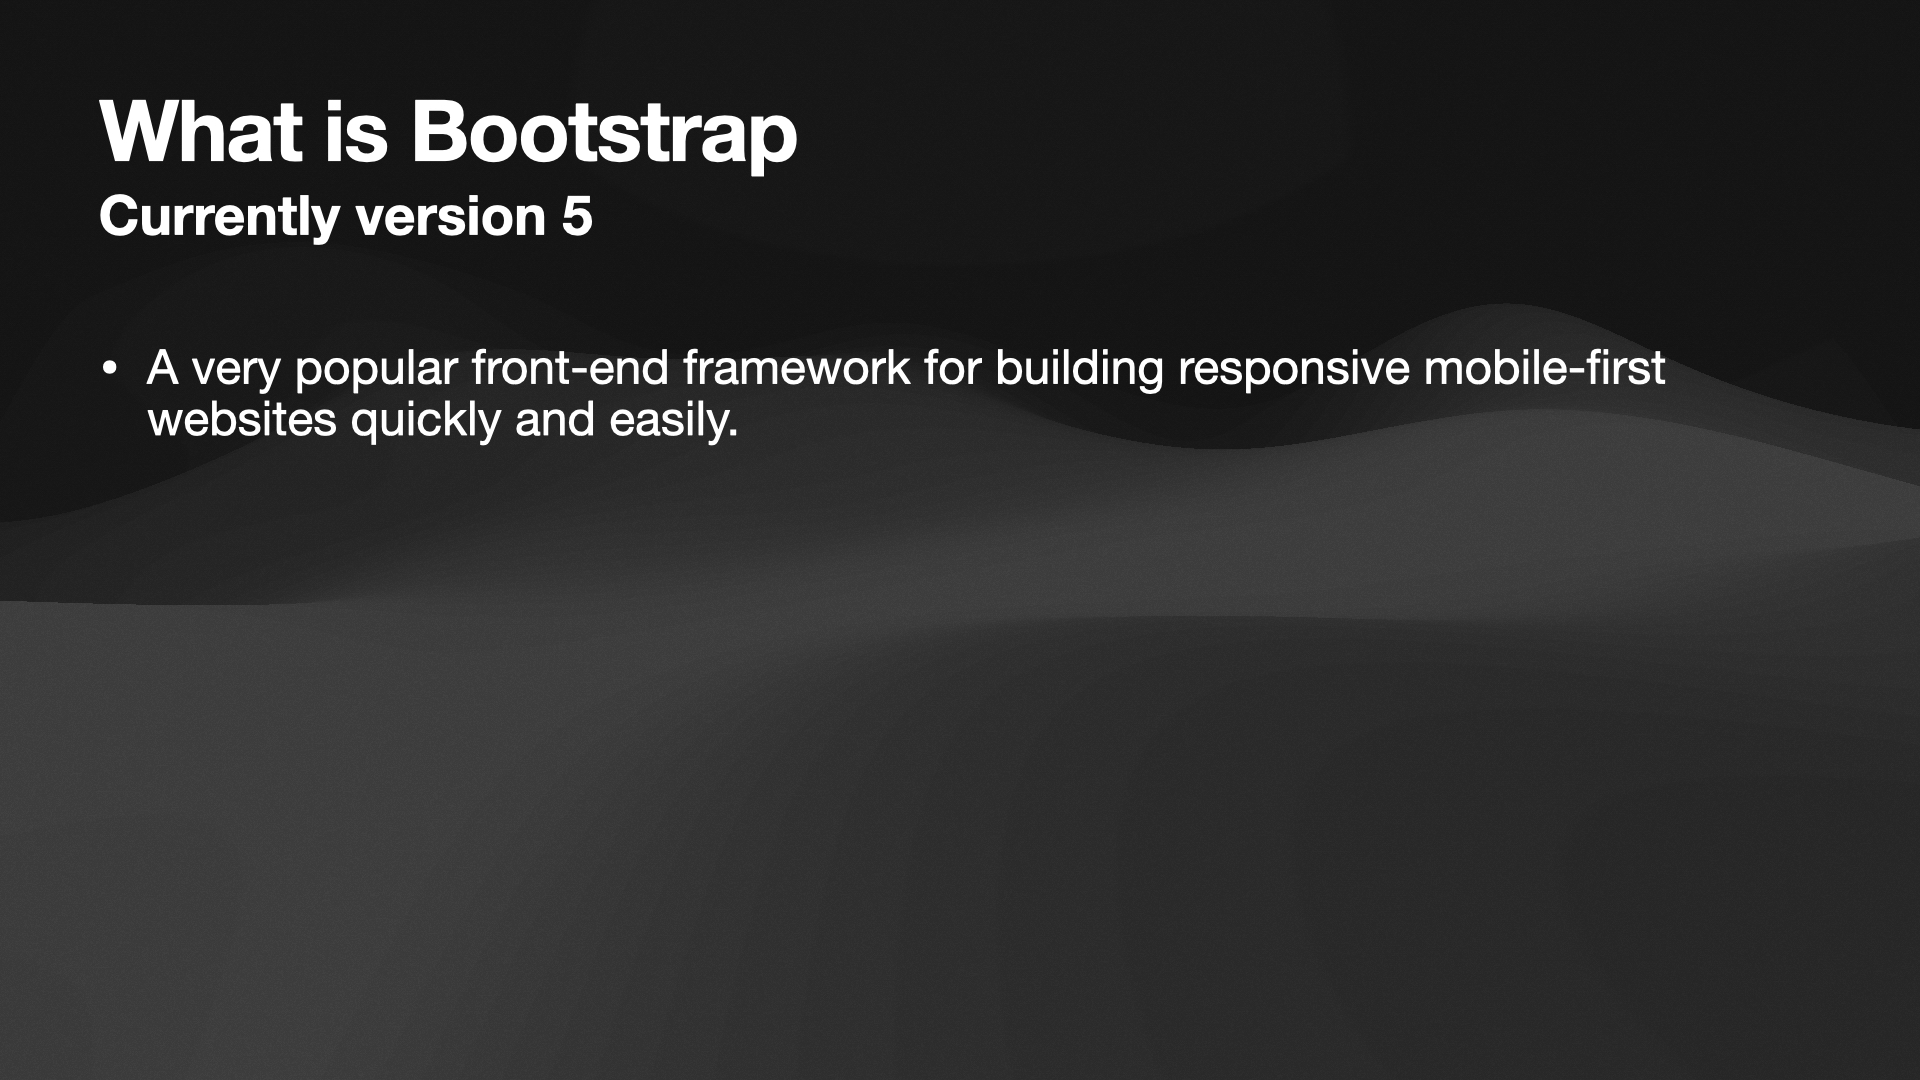 What is Bootstrap
Currently version 5
• A very popular front-end framework for building responsive mobile-first
websites quickly and easily.